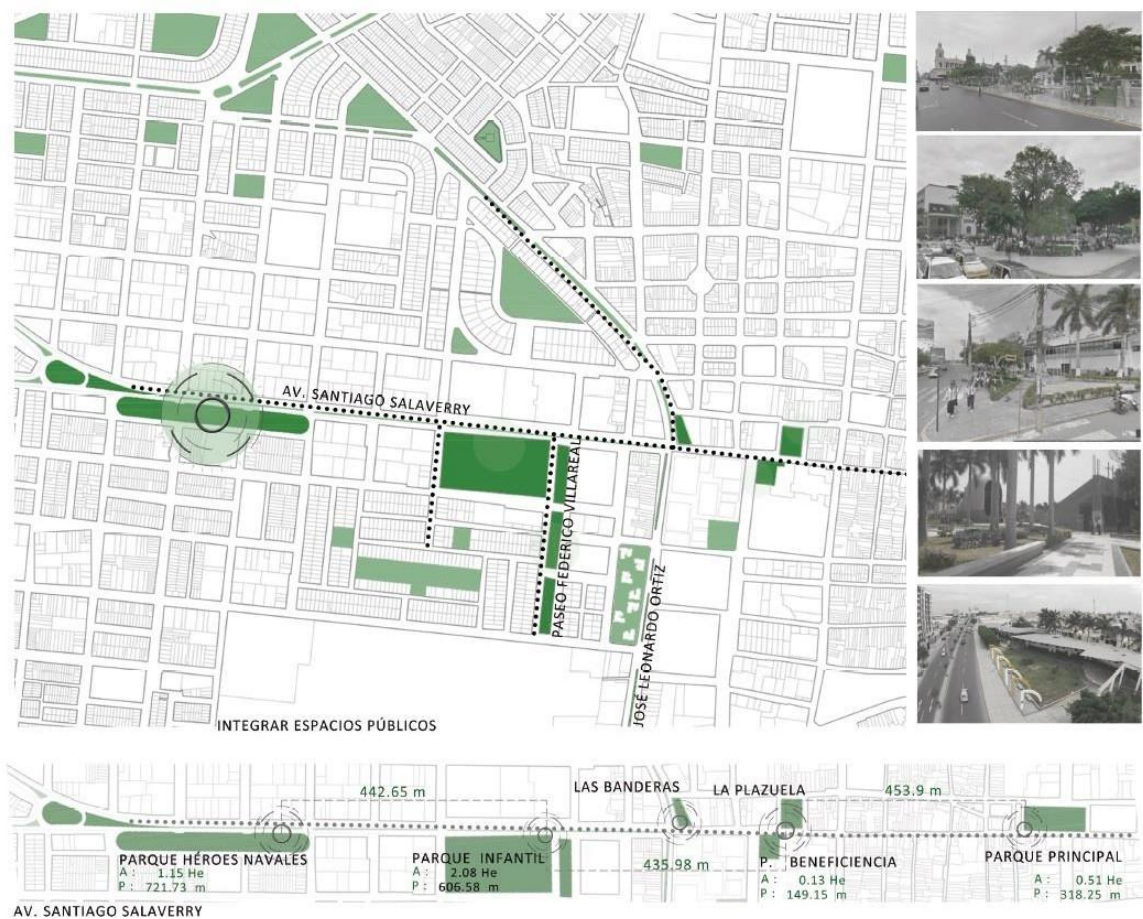 AV. SANTIAGO SALAVERRY
PASEO FEDERICO VILLAREAL
JOSÉ LEONARDO ORTIZ
INTEGRAR ESPACIOS PÚBLICOS
442.65 m
LAS BANDERAS
LA PLAZUELA
453.9 m
435.98 m
PARQUE HÉROES NAVALES
A : 1.15 He
P : 721.73 m
PARQUE INFANTIL
A : 2.08 He
P : 606.58 m
P. BENEFICIENCIA
A : 0.13 He
P : 149.15 m
PARQUE PRINCIPAL
A : 0.51 He
P : 318.25 m
AV. SANTIAGO SALAVERRY